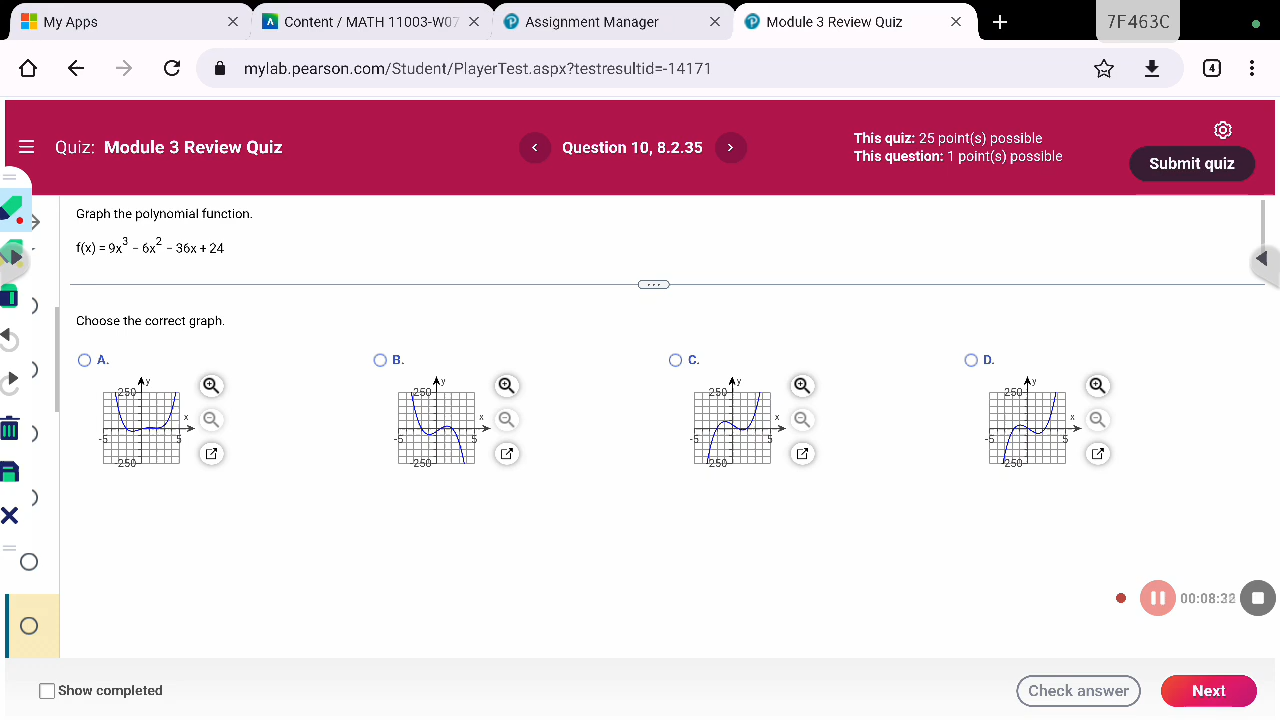 My Apps
Content / MATH 11003-W07
Assignment Manager
Module 3 Review Quiz
7F463C
mylab.pearson.com/Student/PlayerTest.aspx?testresultid=-14171
4
Quiz: Module 3 Review Quiz
Question 10, 8.2.35
This quiz: 25 point(s) possible
This question: 1 point(s) possible
Submit quiz
Graph the polynomial function.
f(x) = 9x³ − 6x² − 36x + 24
Choose the correct graph.
A.
B.
C.
D.
250 y
x
-5 5
-250
250 y
x
-5 5
-250
250 y
x
-5 5
-250
250 y
x
-5 5
-250
00:08:32
Show completed
Check answer
Next